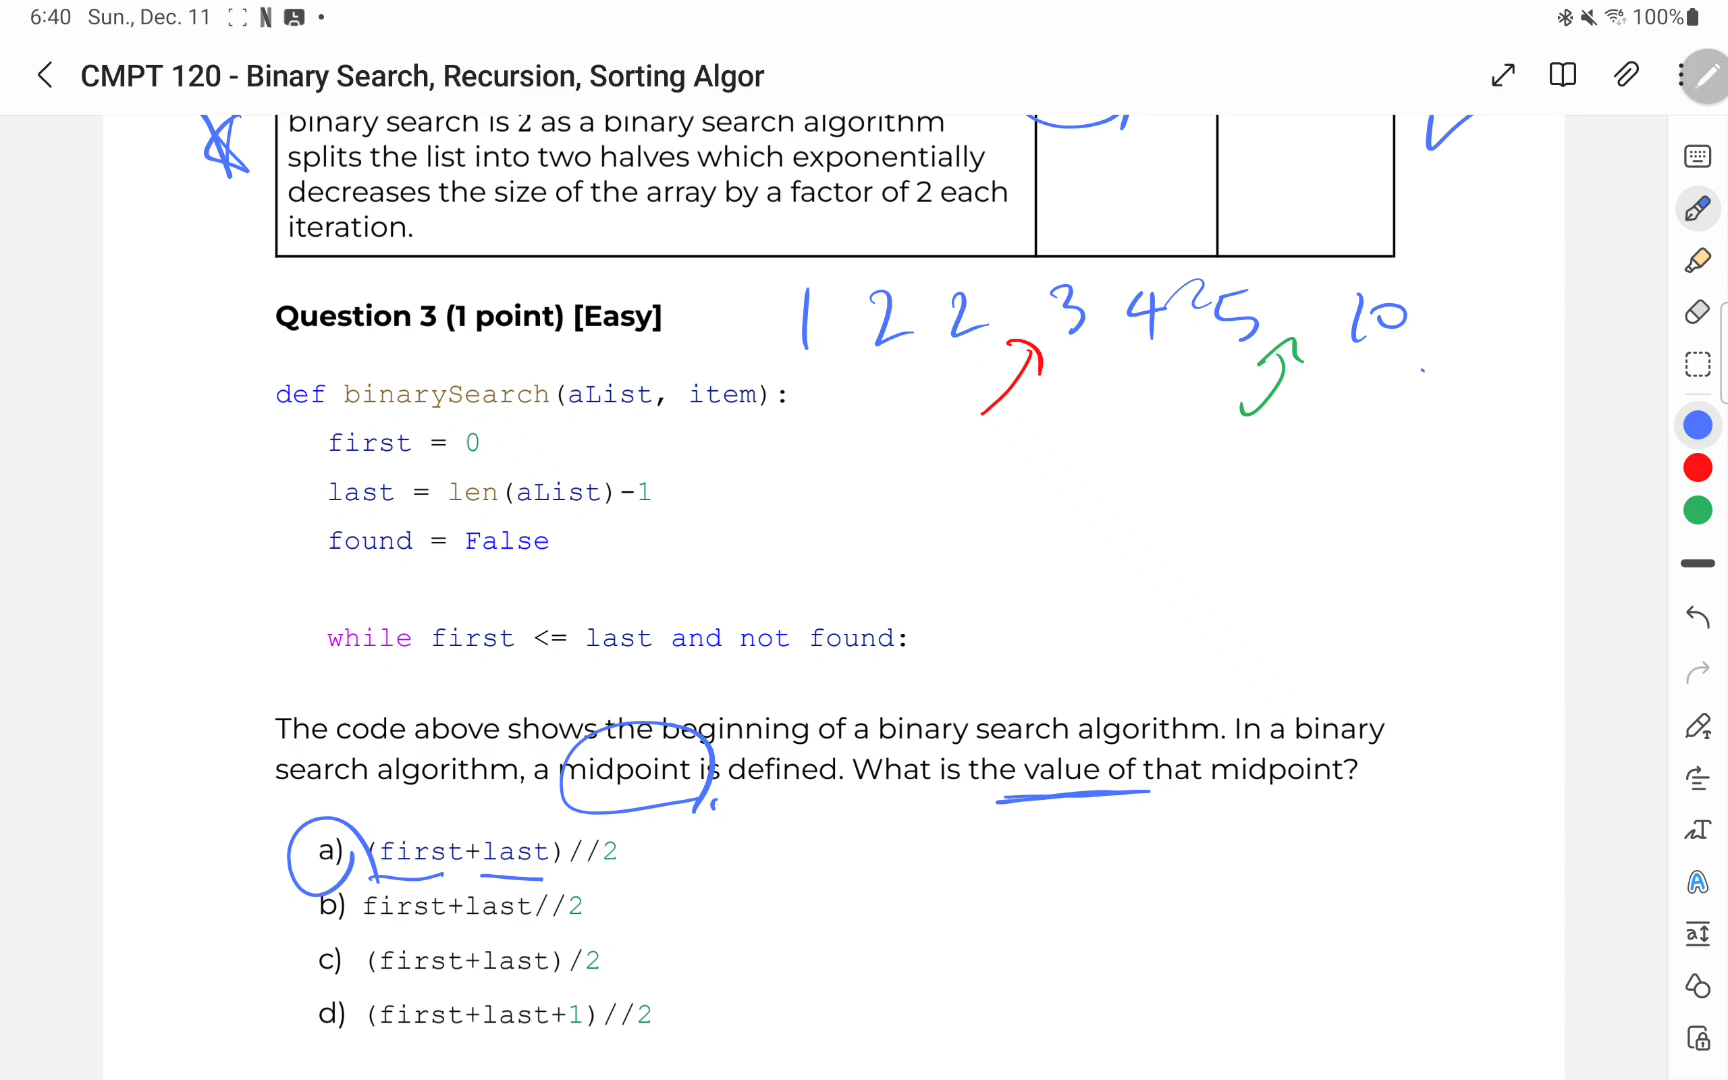 6:40 Sun., Dec. 11 100%
CMPT 120 - Binary Search, Recursion, Sorting Algor
binary search is 2 as a binary search algorithm
splits the list into two halves which exponentially
decreases the size of the array by a factor of 2 each
iteration.
Question 3 (1 point) [Easy]
1 2 2 3 4 2 5 10
def binarySearch(aList, item):
first = 0
last = len(aList)-1
found = False
while first <= last and not found:
The code above shows the beginning of a binary search algorithm. In a binary
search algorithm, a midpoint is defined. What is the value of that midpoint?
a) (first+last)//2
b) first+last//2
c) (first+last)/2
d) (first+last+1)//2